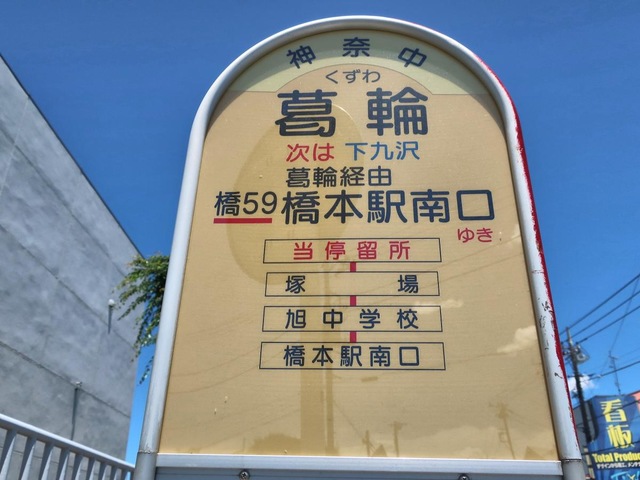 神奈中
くずわ
葛輪
次は 下九沢
葛輪経由
橋59 橋本駅南口
ゆき
当停留所
塚場
旭中学校
橋本駅南口
看板
Total Produc